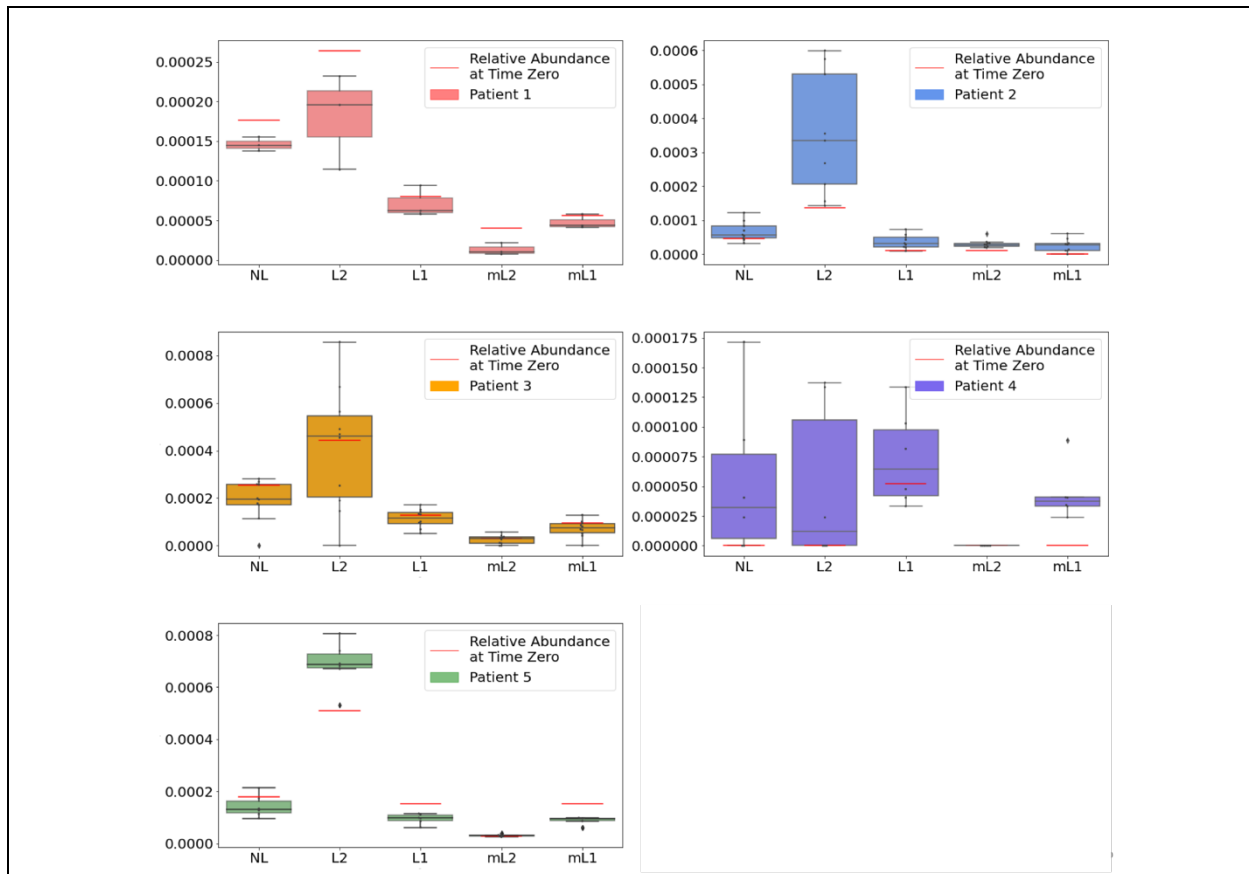 Relative Abundance
at Time Zero
Patient 1
0.00025
0.00020
0.00015
0.00010
0.00005
0.00000
NL L2 L1 mL2 mL1
Relative Abundance
at Time Zero
Patient 2
0.0006
0.0005
0.0004
0.0003
0.0002
0.0001
0.0000
NL L2 L1 mL2 mL1
Relative Abundance
at Time Zero
Patient 3
0.0008
0.0006
0.0004
0.0002
0.0000
NL L2 L1 mL2 mL1
Relative Abundance
at Time Zero
Patient 4
0.000175
0.000150
0.000125
0.000100
0.000075
0.000050
0.000025
0.000000
NL L2 L1 mL2 mL1
Relative Abundance
at Time Zero
Patient 5
0.0008
0.0006
0.0004
0.0002
0.0000
NL L2 L1 mL2 mL1